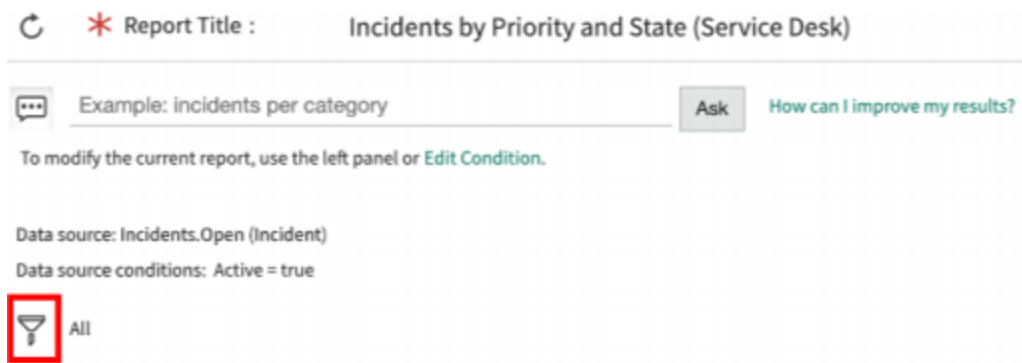 * Report Title : Incidents by Priority and State (Service Desk)
Example: incidents per category Ask How can I improve my results?
To modify the current report, use the left panel or Edit Condition.
Data source: Incidents.Open (Incident)
Data source conditions: Active = true
All